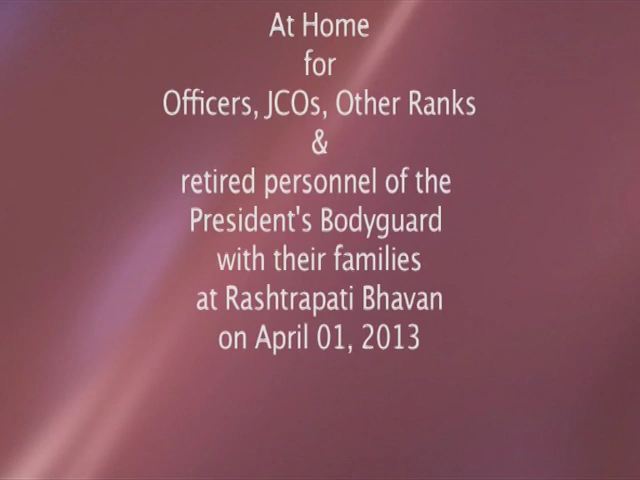 At Home
for
Officers, JCOs, Other Ranks
&
retired personnel of the
President's Bodyguard
with their families
at Rashtrapati Bhavan
on April 01, 2013